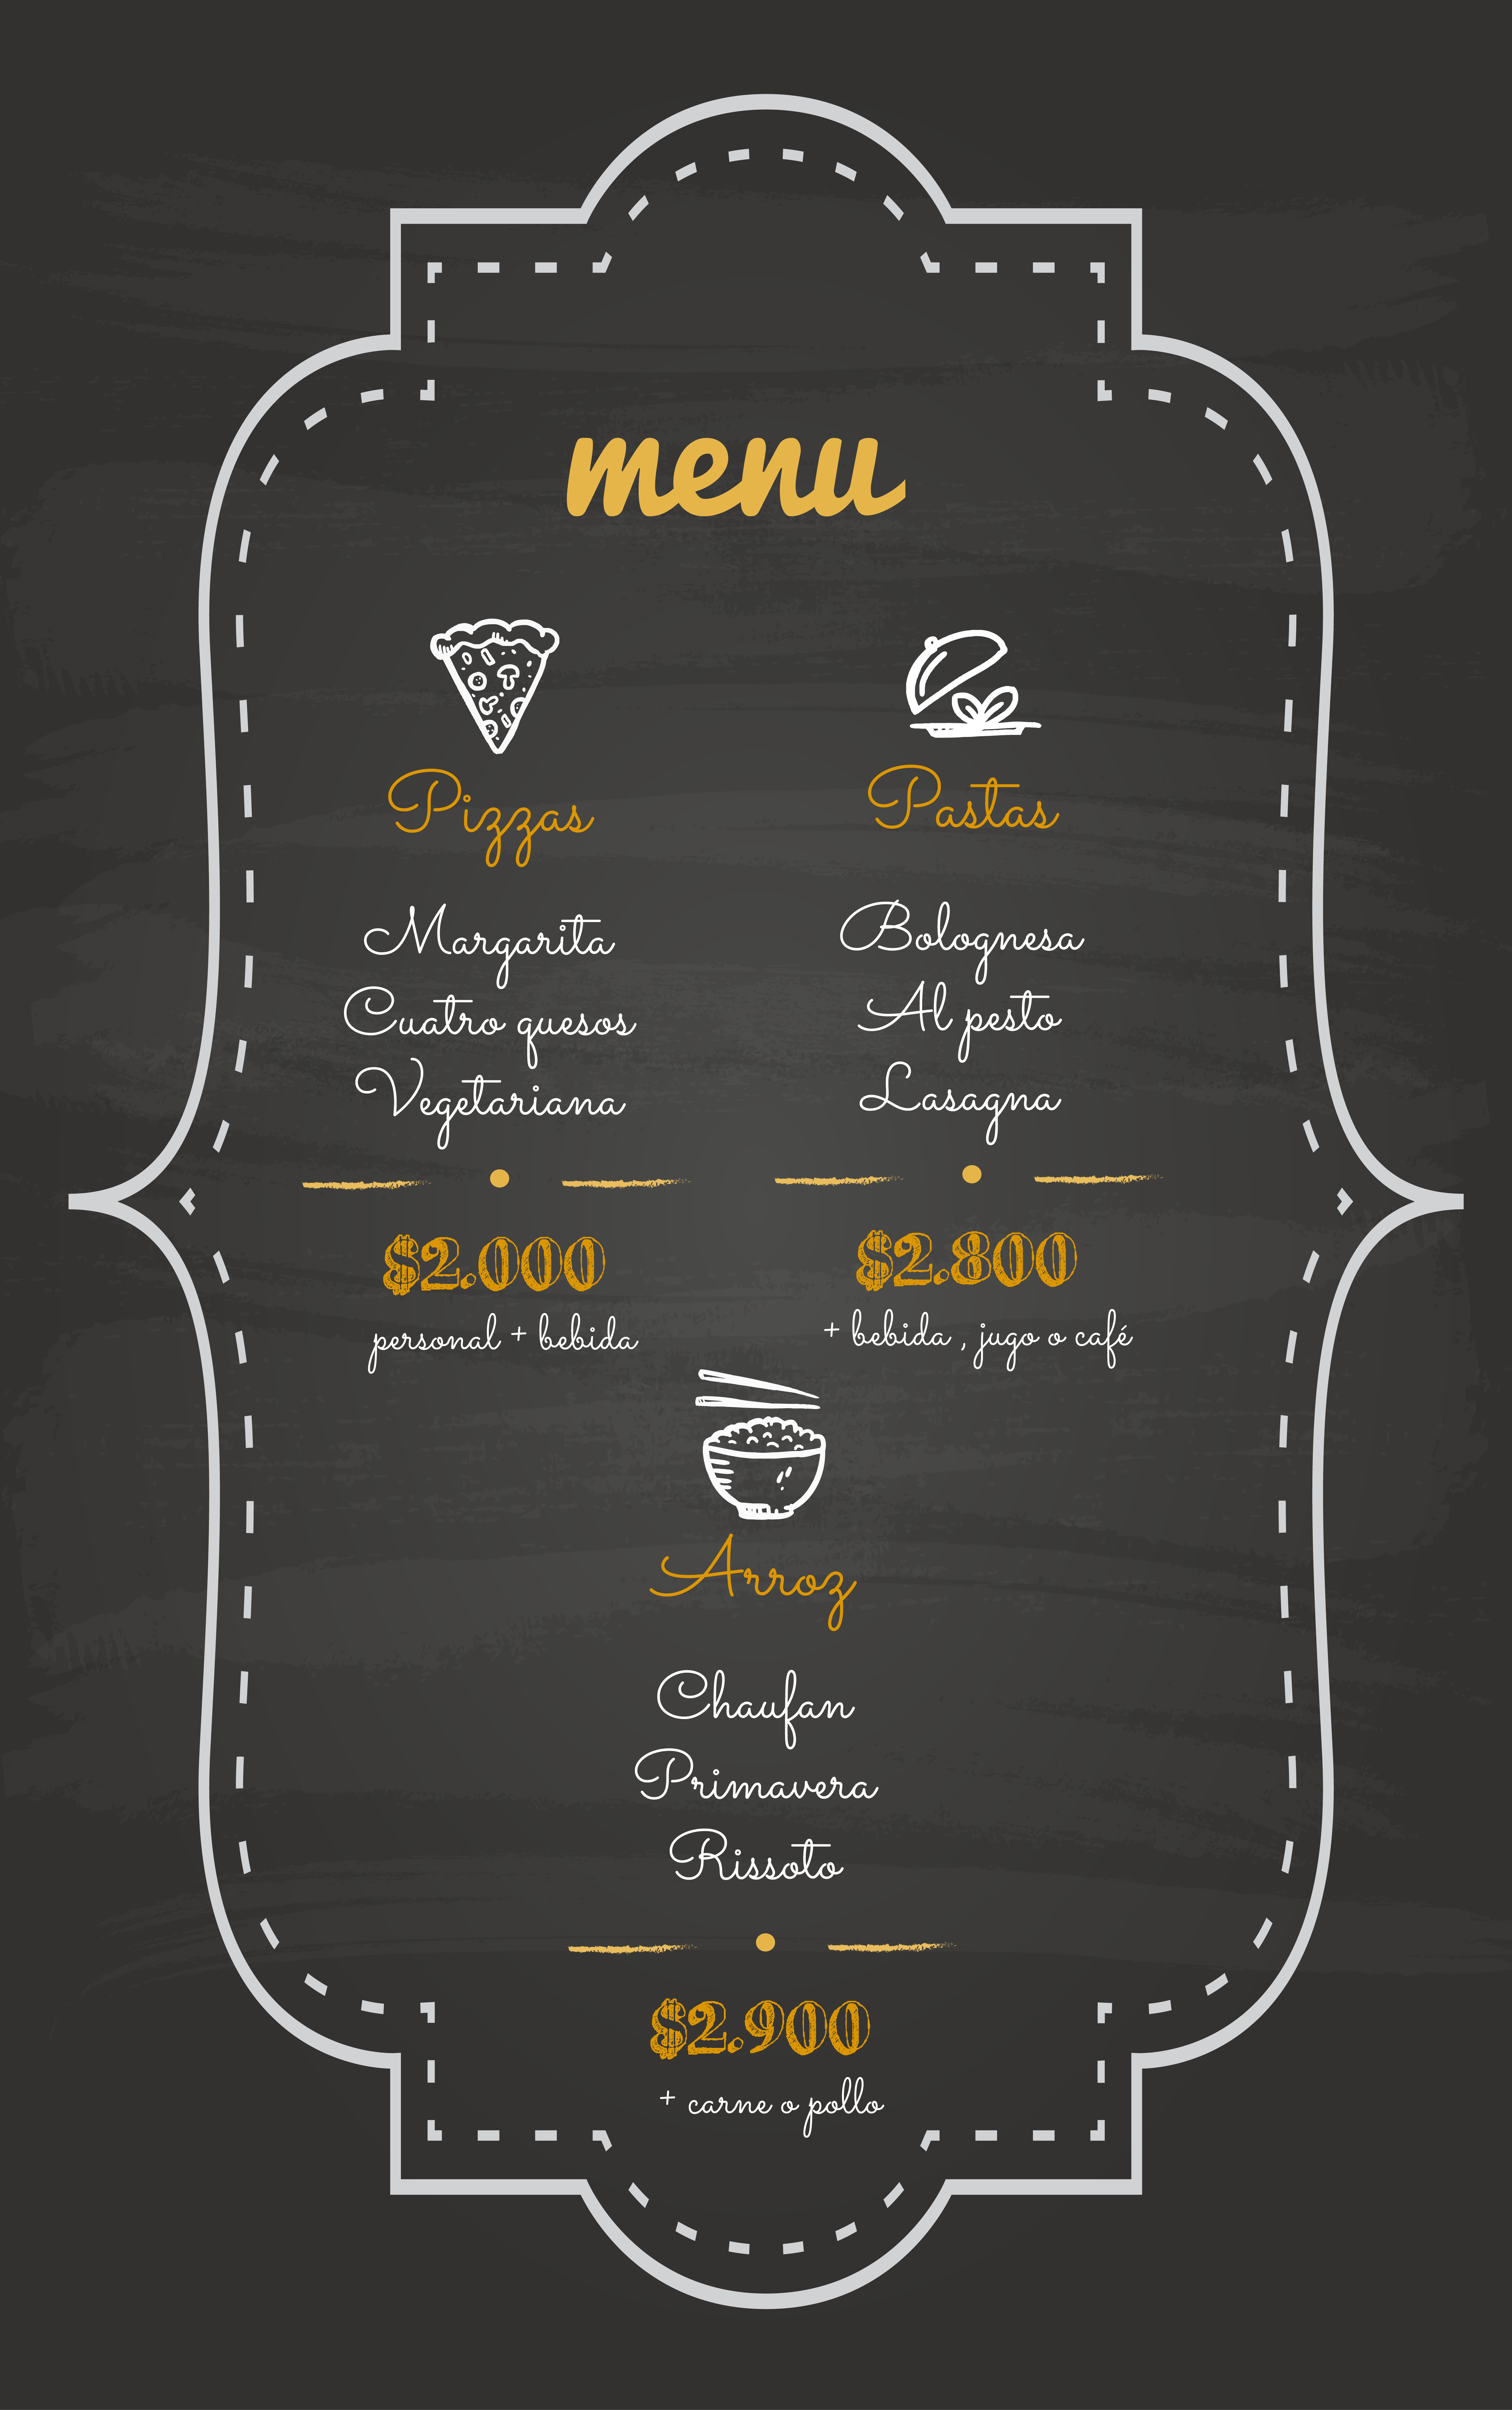 menu
Pizzas
Margarita
Cuatro quesos
Vegetariana
$2.000
personal + bebida
Pastas
Bolognesa
Al pesto
Lasagna
$2.800
+ bebida , jugo o café
Arroz
Chaufan
Primavera
Rissoto
$2.900
+ carne o pollo